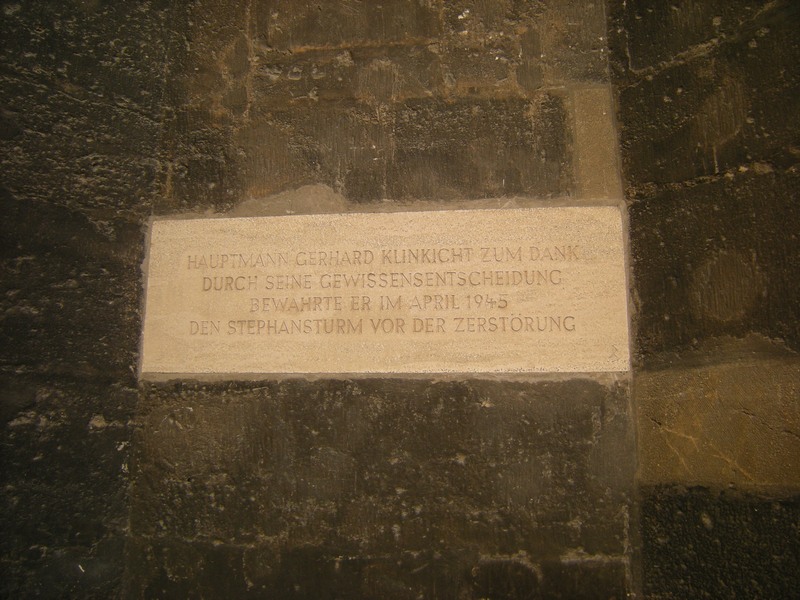 HAUPTMANN GERHARD KLINKICHT ZUM DANK
DURCH SEINE GEWISSENSENTSCHEIDUNG
BEWAHRTE ER IM APRIL 1945
DEN STEPHANSTURM VOR DER ZERSTÖRUNG